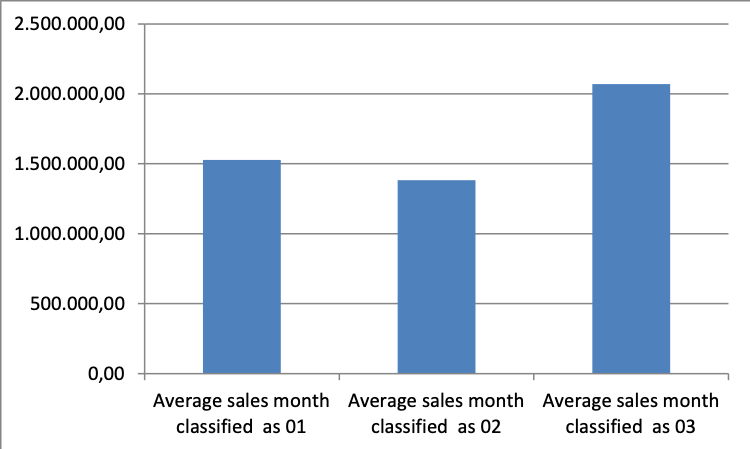 2.500.000,00
2.000.000,00
1.500.000,00
1.000.000,00
500.000,00
0,00
Average sales month classified  as 01
Average sales month classified  as 02
Average sales month classified  as 03